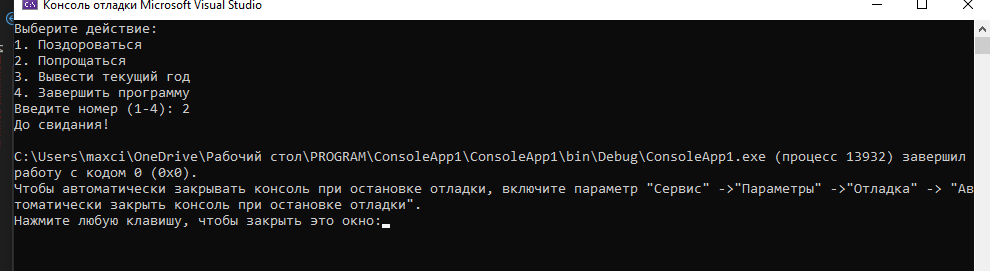 Консоль отладки Microsoft Visual Studio
Выберите действие:
1. Поздороваться
2. Попрощаться
3. Вывести текущий год
4. Завершить программу
Введите номер (1-4): 2
До свидания!
C:\Users\maxci\OneDrive\Рабочий стол\PROGRAM\ConsoleApp1\ConsoleApp1\bin\Debug\ConsoleApp1.exe (процесс 13932) завершил
работу с кодом 0 (0x0).
Чтобы автоматически закрывать консоль при остановке отладки, включите параметр "Сервис" ->"Параметры" ->"Отладка" -> "Ав
томатически закрыть консоль при остановке отладки".
Нажмите любую клавишу, чтобы закрыть это окно: